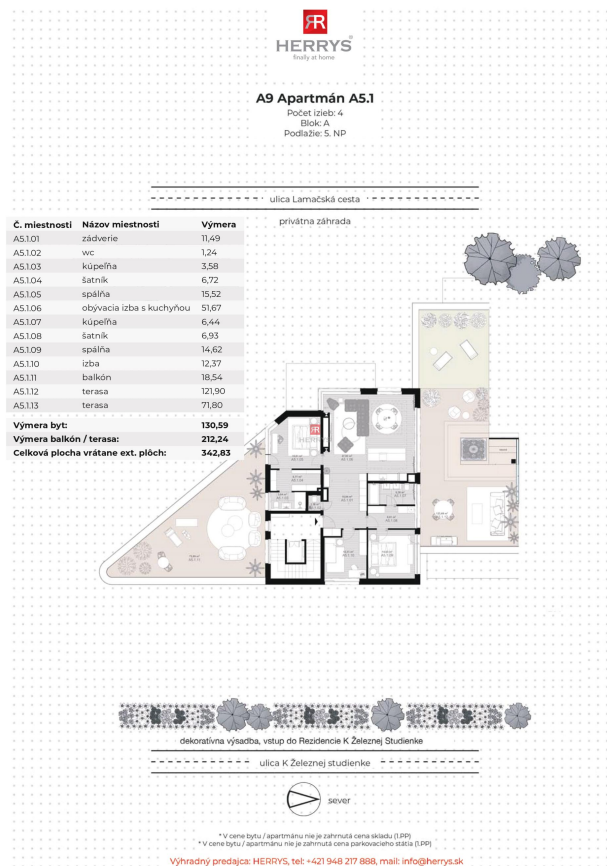 HERRYS
finally at home
A9 Apartmán A5.1
Počet izieb: 4
Blok: A
Podlažie: 5. NP
ulica Lamačská cesta
privátna záhrada
Č. miestnosti Názov miestnosti Výmera
A5.1.01 zádverie 11,49
A5.1.02 wc 1,24
A5.1.03 kúpeľňa 3,58
A5.1.04 šatník 6,72
A5.1.05 spálňa 15,52
A5.1.06 obývacia izba s kuchyňou 51,67
A5.1.07 kúpeľňa 6,44
A5.1.08 šatník 6,93
A5.1.09 spálňa 14,62
A5.1.10 izba 12,37
A5.1.11 balkón 18,54
A5.1.12 terasa 121,90
A5.1.13 terasa 71,80
Výmera byt: 130,59
Výmera balkón / terasa: 212,24
Celková plocha vrátane ext. plôch: 342,83
dekoratívna výsadba, vstup do Rezidencie K Železnej Studienke
ulica K Železnej studienke
sever
* V cene bytu / apartmánu nie je zahrnutá cena skladu (1.PP)
* V cene bytu / apartmánu nie je zahrnutá cena parkovacieho státia (1.PP)
Výhradný predajca: HERRYS, tel: +421 948 217 888, mail: info@herrys.sk